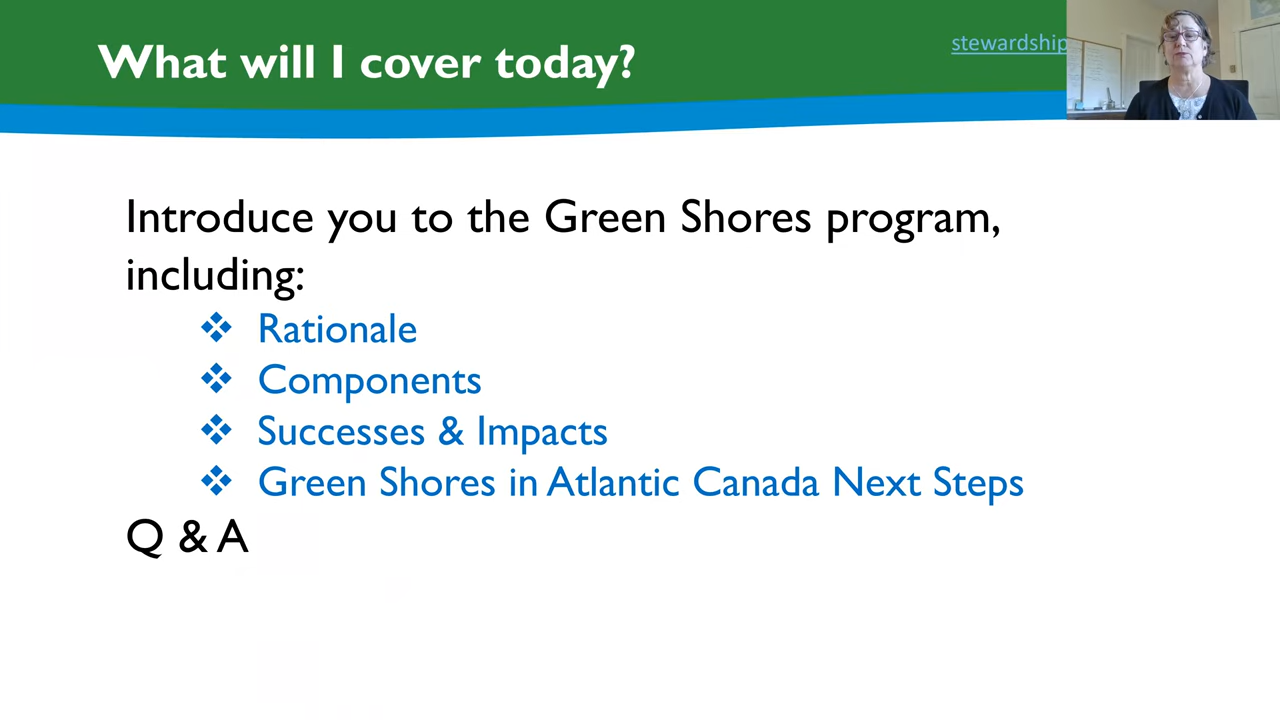 What will I cover today?
stewardship
Introduce you to the Green Shores program,
including:
❖ Rationale
❖ Components
❖ Successes & Impacts
❖ Green Shores in Atlantic Canada Next Steps
Q & A